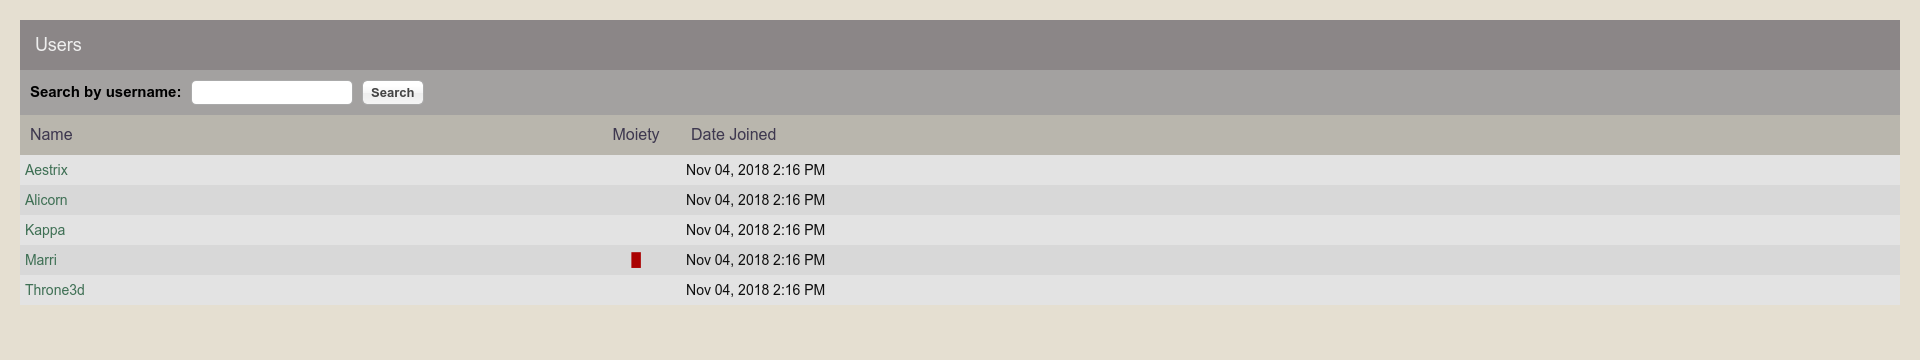 Users
Search by username: Search
Name Moiety Date Joined
Aestrix Nov 04, 2018 2:16 PM
Alicorn Nov 04, 2018 2:16 PM
Kappa Nov 04, 2018 2:16 PM
Marri Nov 04, 2018 2:16 PM
Throne3d Nov 04, 2018 2:16 PM